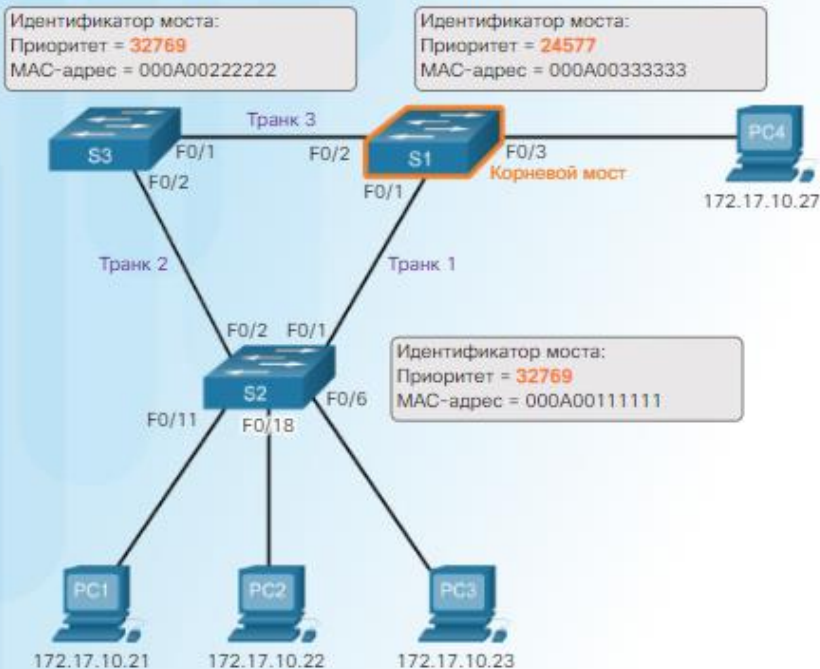 Идентификатор моста:
Приоритет = 32769
МАС-адрес = 000A00222222
Идентификатор моста:
Приоритет = 24577
МАС-адрес = 000A00333333
Транк 3
S3
F0/1
F0/2
S1
F0/3
PC4
F0/2
F0/1
Корневой мост
172.17.10.27
Транк 2
Транк 1
F0/2
F0/1
Идентификатор моста:
Приоритет = 32769
МАС-адрес = 000A00111111
S2
F0/6
F0/11
F0/18
PC1
PC2
PC3
172.17.10.21
172.17.10.22
172.17.10.23